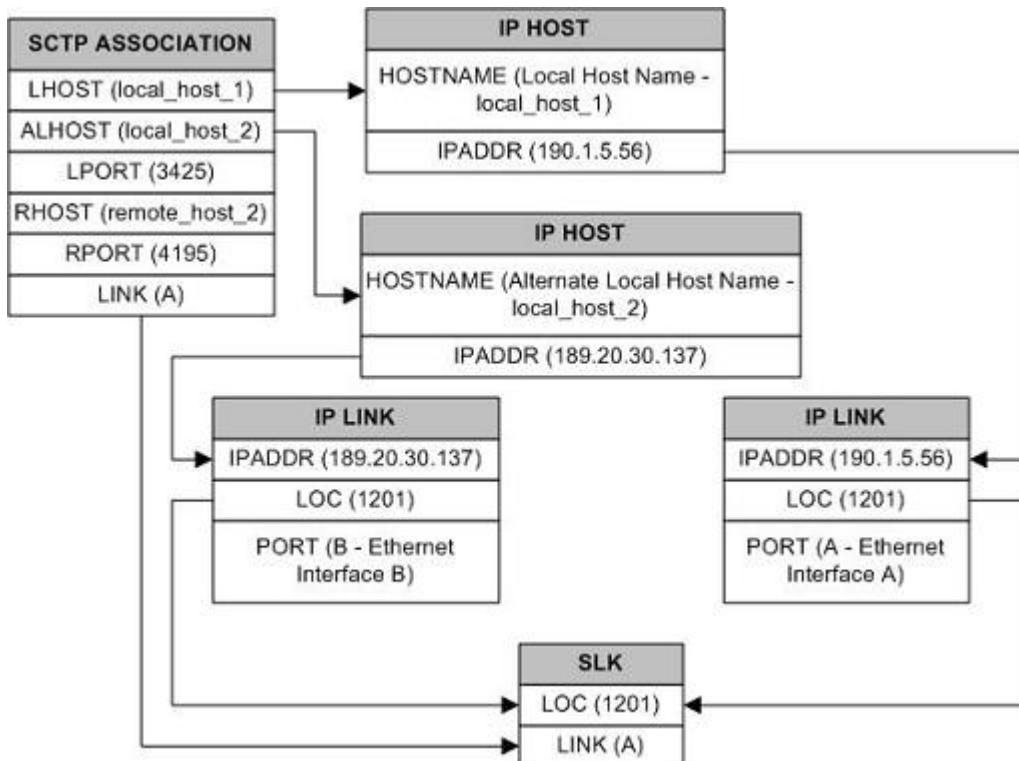 SCTP ASSOCIATION
LHOST (local_host_1)
ALHOST (local_host_2)
LPORT (3425)
RHOST (remote_host_2)
RPORT (4195)
LINK (A)
IP HOST
HOSTNAME (Local Host Name -
local_host_1)
IPADDR (190.1.5.56)
IP HOST
HOSTNAME (Alternate Local Host Name -
local_host_2)
IPADDR (189.20.30.137)
IP LINK
IPADDR (189.20.30.137)
LOC (1201)
PORT (B - Ethernet
Interface B)
IP LINK
IPADDR (190.1.5.56)
LOC (1201)
PORT (A - Ethernet
Interface A)
SLK
LOC (1201)
LINK (A)